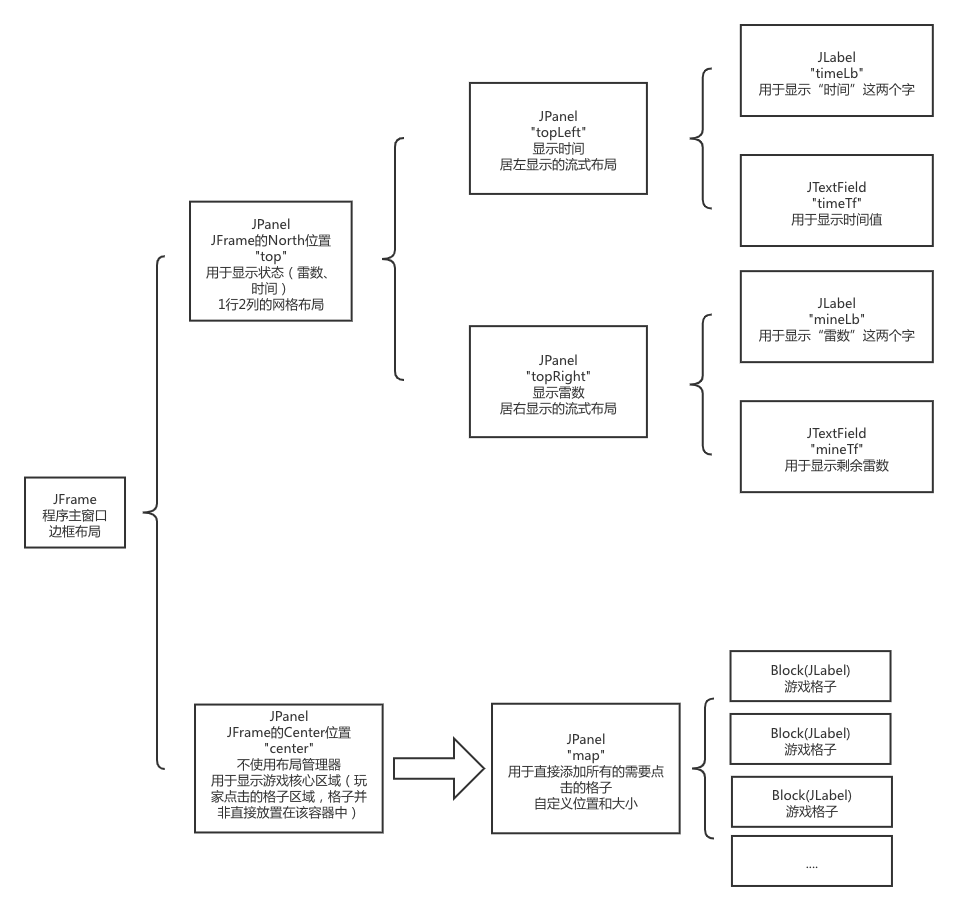 JLabel
"timeLb"
用于显示“时间”这两个字
JPanel
"topLeft"
显示时间
居左显示的流式布局
JTextField
"timeTf"
用于显示时间值
JPanel
JFrame的North位置
"top"
用于显示状态（雷数、
时间）
1行2列的网格布局
JLabel
"mineLb"
用于显示“雷数”这两个字
JPanel
"topRight"
显示雷数
居右显示的流式布局
JTextField
"mineTf"
用于显示剩余雷数
JFrame
程序主窗口
边框布局
JPanel
JFrame的Center位置
"center"
不使用布局管理器
用于显示游戏核心区域（玩
家点击的格子区域，格子并
非直接放置在该容器中）
JPanel
"map"
用于直接添加所有的需要点
击的格子
自定义位置和大小
Block(JLabel)
游戏格子
Block(JLabel)
游戏格子
Block(JLabel)
游戏格子
....